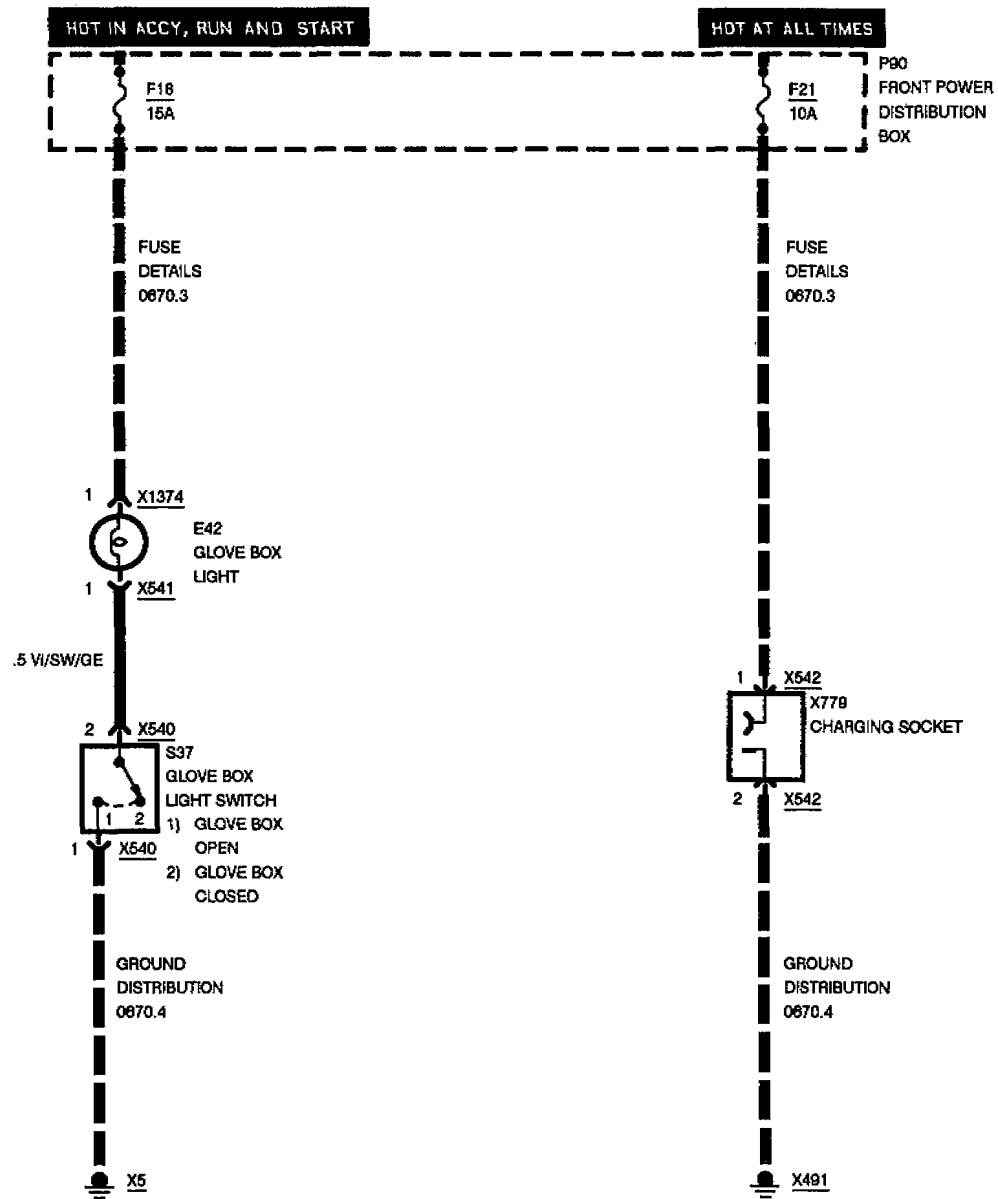 HOT IN ACCY, RUN AND START
HOT AT ALL TIMES
P90
FRONT POWER
DISTRIBUTION
BOX
F18
15A
F21
10A
FUSE
DETAILS
0670.3
FUSE
DETAILS
0670.3
1 X1374
E42
GLOVE BOX
LIGHT
1 X541
.5 VI/SW/GE
2 X540
S37
GLOVE BOX
LIGHT SWITCH
1) GLOVE BOX
OPEN
2) GLOVE BOX
CLOSED
1 2
1 X540
1 X542
X779
CHARGING SOCKET
2 X542
GROUND
DISTRIBUTION
0670.4
GROUND
DISTRIBUTION
0670.4
X5
X491